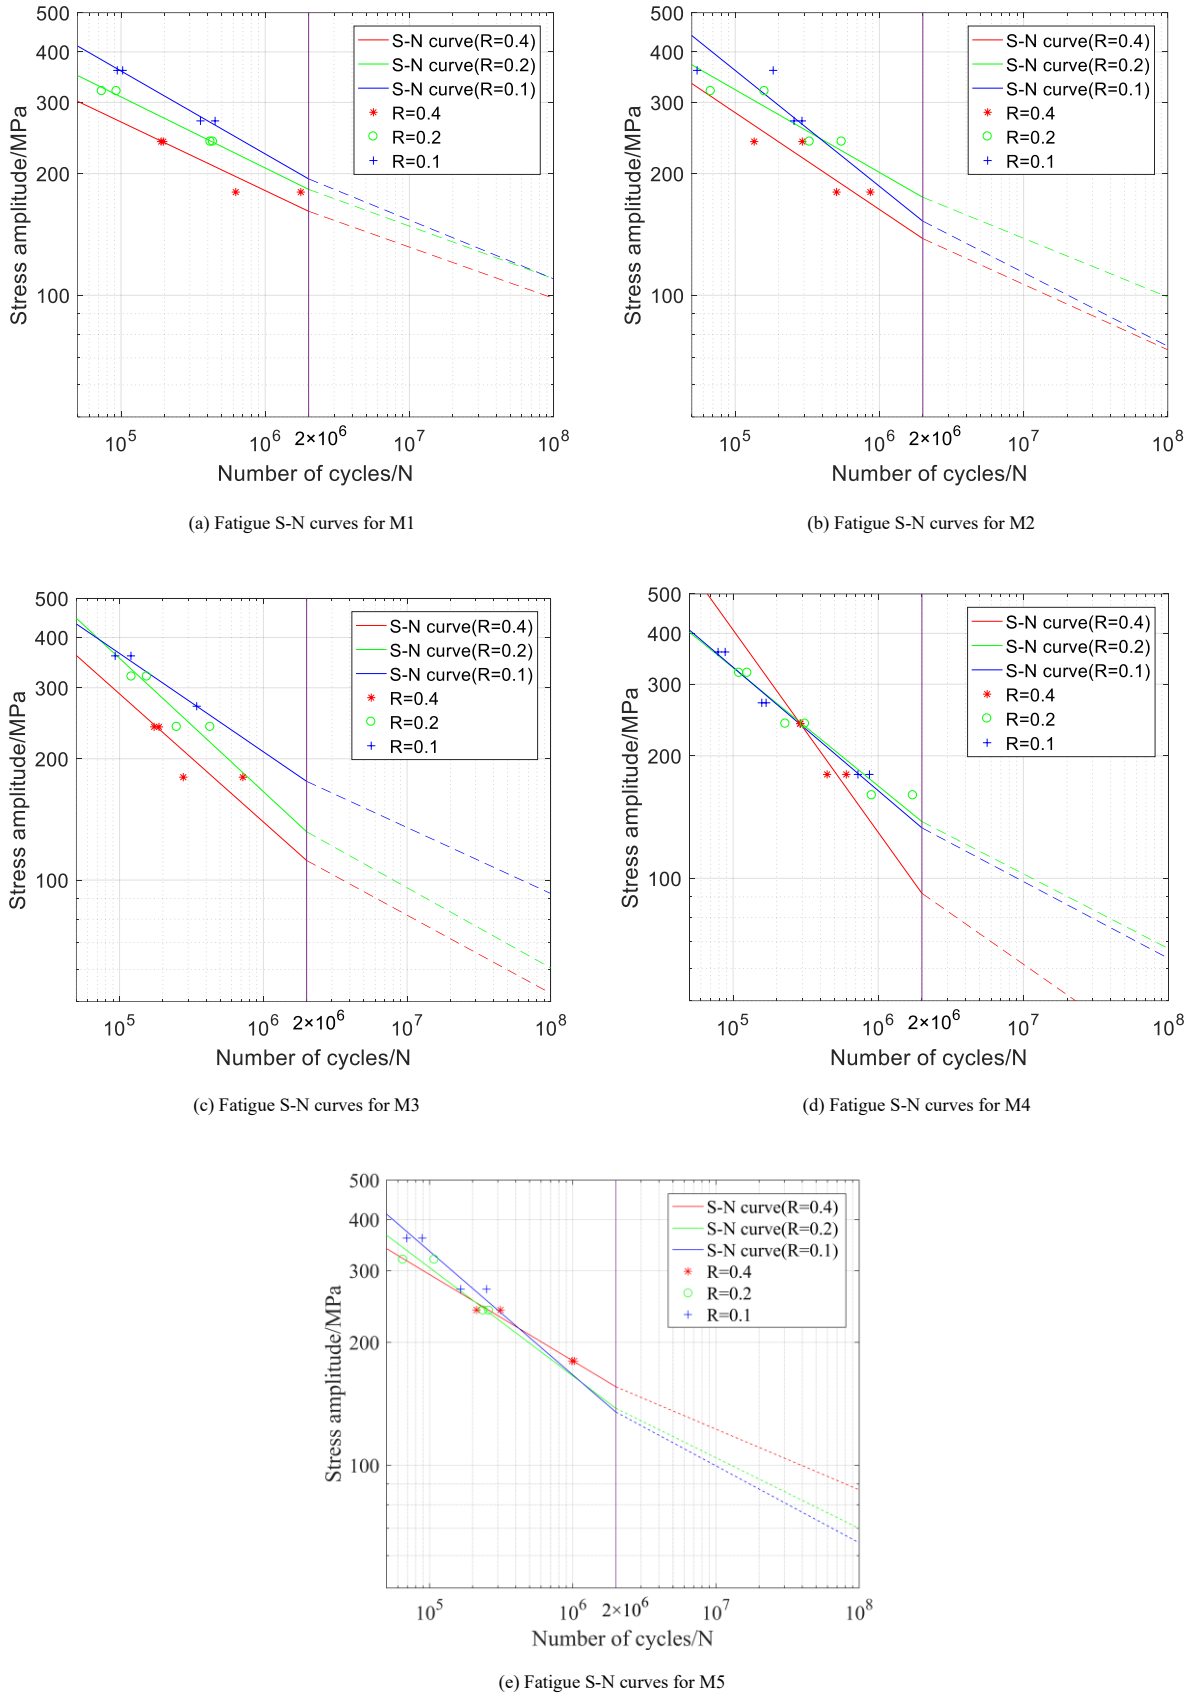 500
400
300
200
100
Stress amplitude/MPa
S-N curve(R=0.4)
S-N curve(R=0.2)
S-N curve(R=0.1)
R=0.4
R=0.2
R=0.1
10^5 10^6 2×10^6 10^7 10^8
Number of cycles/N
(a) Fatigue S-N curves for M1
500
400
300
200
100
Stress amplitude/MPa
S-N curve(R=0.4)
S-N curve(R=0.2)
S-N curve(R=0.1)
R=0.4
R=0.2
R=0.1
10^5 10^6 2×10^6 10^7 10^8
Number of cycles/N
(b) Fatigue S-N curves for M2
500
400
300
200
100
Stress amplitude/MPa
S-N curve(R=0.4)
S-N curve(R=0.2)
S-N curve(R=0.1)
R=0.4
R=0.2
R=0.1
10^5 10^6 2×10^6 10^7 10^8
Number of cycles/N
(c) Fatigue S-N curves for M3
500
400
300
200
100
Stress amplitude/MPa
S-N curve(R=0.4)
S-N curve(R=0.2)
S-N curve(R=0.1)
R=0.4
R=0.2
R=0.1
10^5 10^6 2×10^6 10^7 10^8
Number of cycles/N
(d) Fatigue S-N curves for M4
500
400
300
200
100
Stress amplitude/MPa
S-N curve(R=0.4)
S-N curve(R=0.2)
S-N curve(R=0.1)
R=0.4
R=0.2
R=0.1
10^5 10^6 2×10^6 10^7 10^8
Number of cycles/N
(e) Fatigue S-N curves for M5